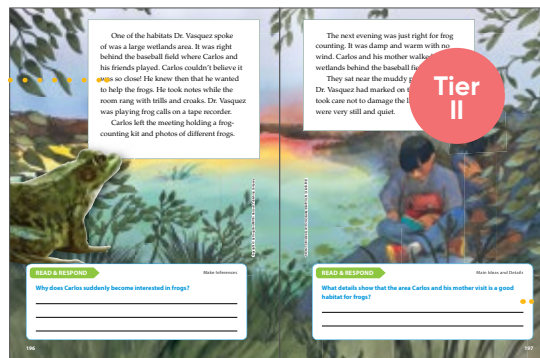 One of the habitats Dr. Vasquez spoke
of was a large wetlands area. It was right
behind the baseball field where Carlos and
his friends played. Carlos couldn't believe it
was so close! He knew then that he wanted
to help the frogs. He took notes while the
room rang with trills and croaks. Dr. Vasquez
was playing frog calls on a tape recorder.
Carlos left the meeting holding a frog-
counting kit and photos of different frogs.
READ & RESPOND
Make Inferences
Why does Carlos suddenly become interested in frogs?
196
The next evening was just right for frog
counting. It was damp and warm with no
wind. Carlos and his mother walked
wetlands behind the baseball
They sat near the muddy
Dr. Vasquez had marked on
took care not to damage the
were very still and quiet.
Tier
II
READ & RESPOND
Main Ideas and Details
What details show that the area Carlos and his mother visit is a good
habitat for frogs?
197